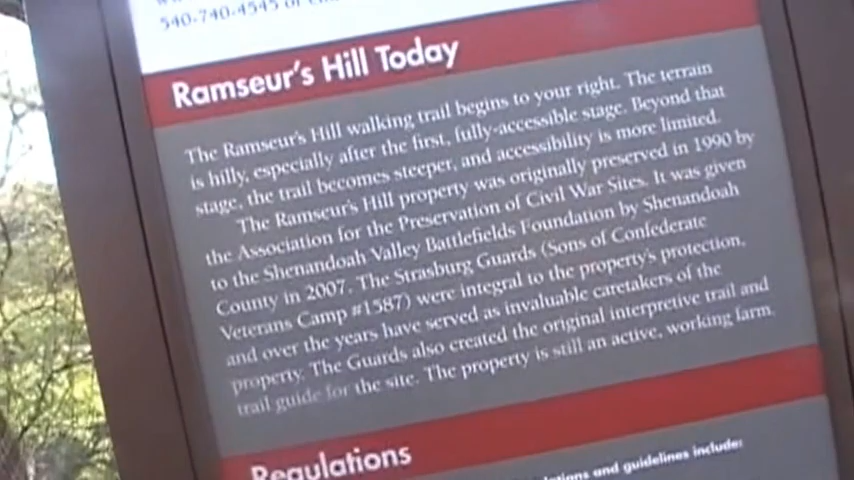 540-740-4545 or
Ramseur's Hill Today
The Ramseur's Hill walking trail begins to your right. The terrain
is hilly, especially after the first, fully-accessible stage. Beyond that
stage, the trail becomes steeper, and accessibility is more limited.
The Ramseur's Hill property was originally preserved in 1990 by
the Association for the Preservation of Civil War Sites. It was given
to the Shenandoah Valley Battlefields Foundation by Shenandoah
County in 2007. The Strasburg Guards (Sons of Confederate
Veterans Camp #1587) were integral to the property's protection,
and over the years have served as invaluable caretakers of the
property. The Guards also created the original interpretive trail and
trail guide for the site. The property is still an active, working farm.
Regulations
and guidelines include: